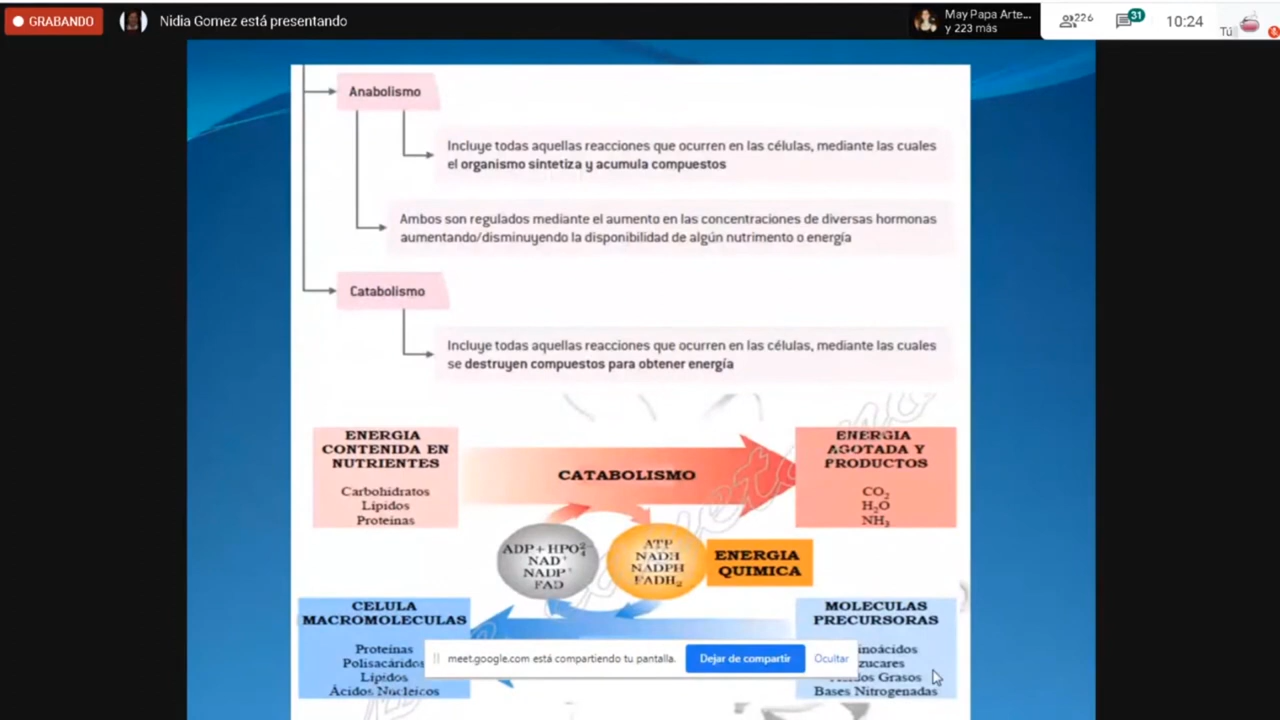 GRABANDO
Nidia Gomez está presentando
May Papa Arte...
y 223 más
226
31
10:24
Tú
Anabolismo
Incluye todas aquellas reacciones que ocurren en las células, mediante las cuales
el organismo sintetiza y acumula compuestos
Ambos son regulados mediante el aumento en las concentraciones de diversas hormonas
aumentando/disminuyendo la disponibilidad de algún nutrimento o energía
Catabolismo
Incluye todas aquellas reacciones que ocurren en las células, mediante las cuales
se destruyen compuestos para obtener energía
ENERGIA
CONTENIDA EN
NUTRIENTES
Carbohidratos
Lípidos
Proteínas
CATABOLISMO
ENERGIA
AGOTADA Y
PRODUCTOS
CO₂
H₂O
NH₃
ADP+HPO₄²⁻
NAD⁺
NADP⁺
FAD
ATP
NADH
NADPH
FADH₂
ENERGIA
QUIMICA
CELULA
MACROMOLECULAS
Proteínas
Polisacáridos
Lípidos
Ácidos Nucleicos
MOLECULAS
PRECURSORAS
inoácidos
zucares
dos Grasos
Bases Nitrogenadas
meet.google.com está compartiendo tu pantalla.
Dejar de compartir
Ocultar